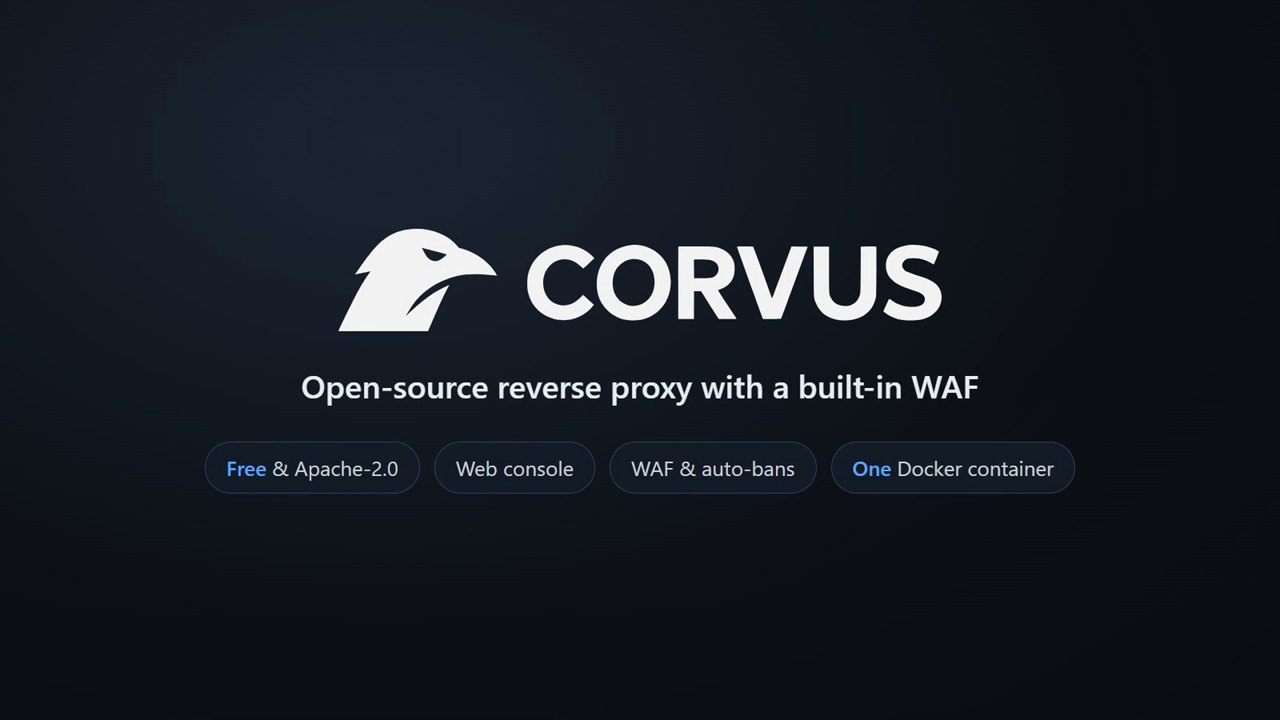 CORVUS
Open-source reverse proxy with a built-in WAF
Free & Apache-2.0
Web console
WAF & auto-bans
One Docker container